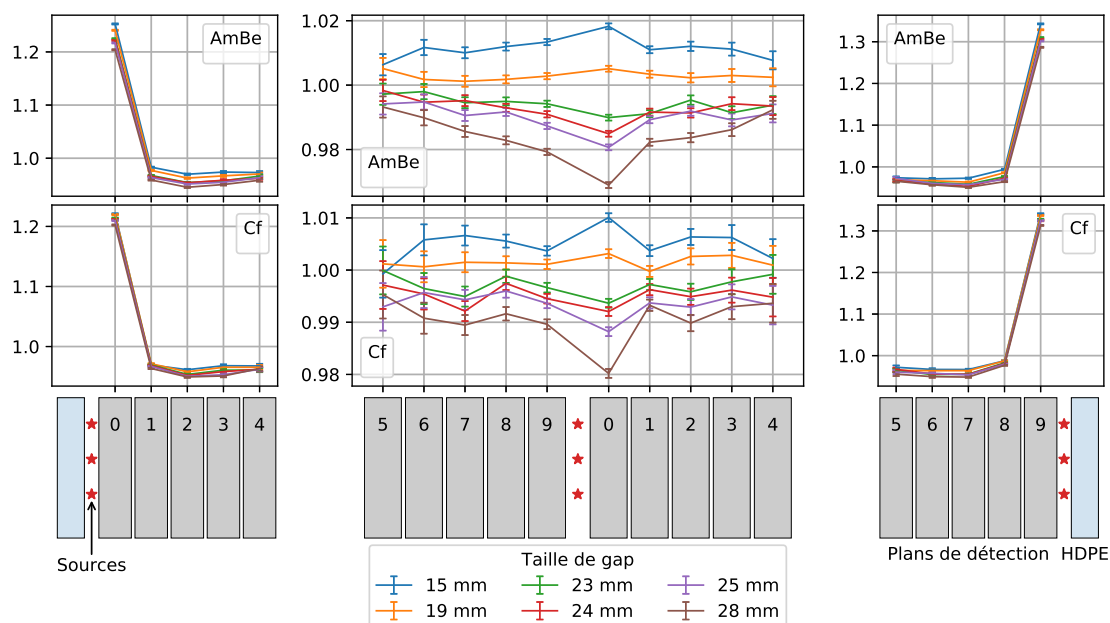 1.2
1.1
1.0
AmBe
1.02
1.00
0.98
AmBe
1.3
1.2
1.1
1.0
AmBe
1.2
1.0
Cf
1.01
1.00
0.99
0.98
Cf
1.3
1.2
1.1
1.0
Cf
0 1 2 3 4
5 6 7 8 9 0 1 2 3 4
5 6 7 8 9
Sources
Plans de détection HDPE
Taille de gap
15 mm 23 mm 25 mm
19 mm 24 mm 28 mm